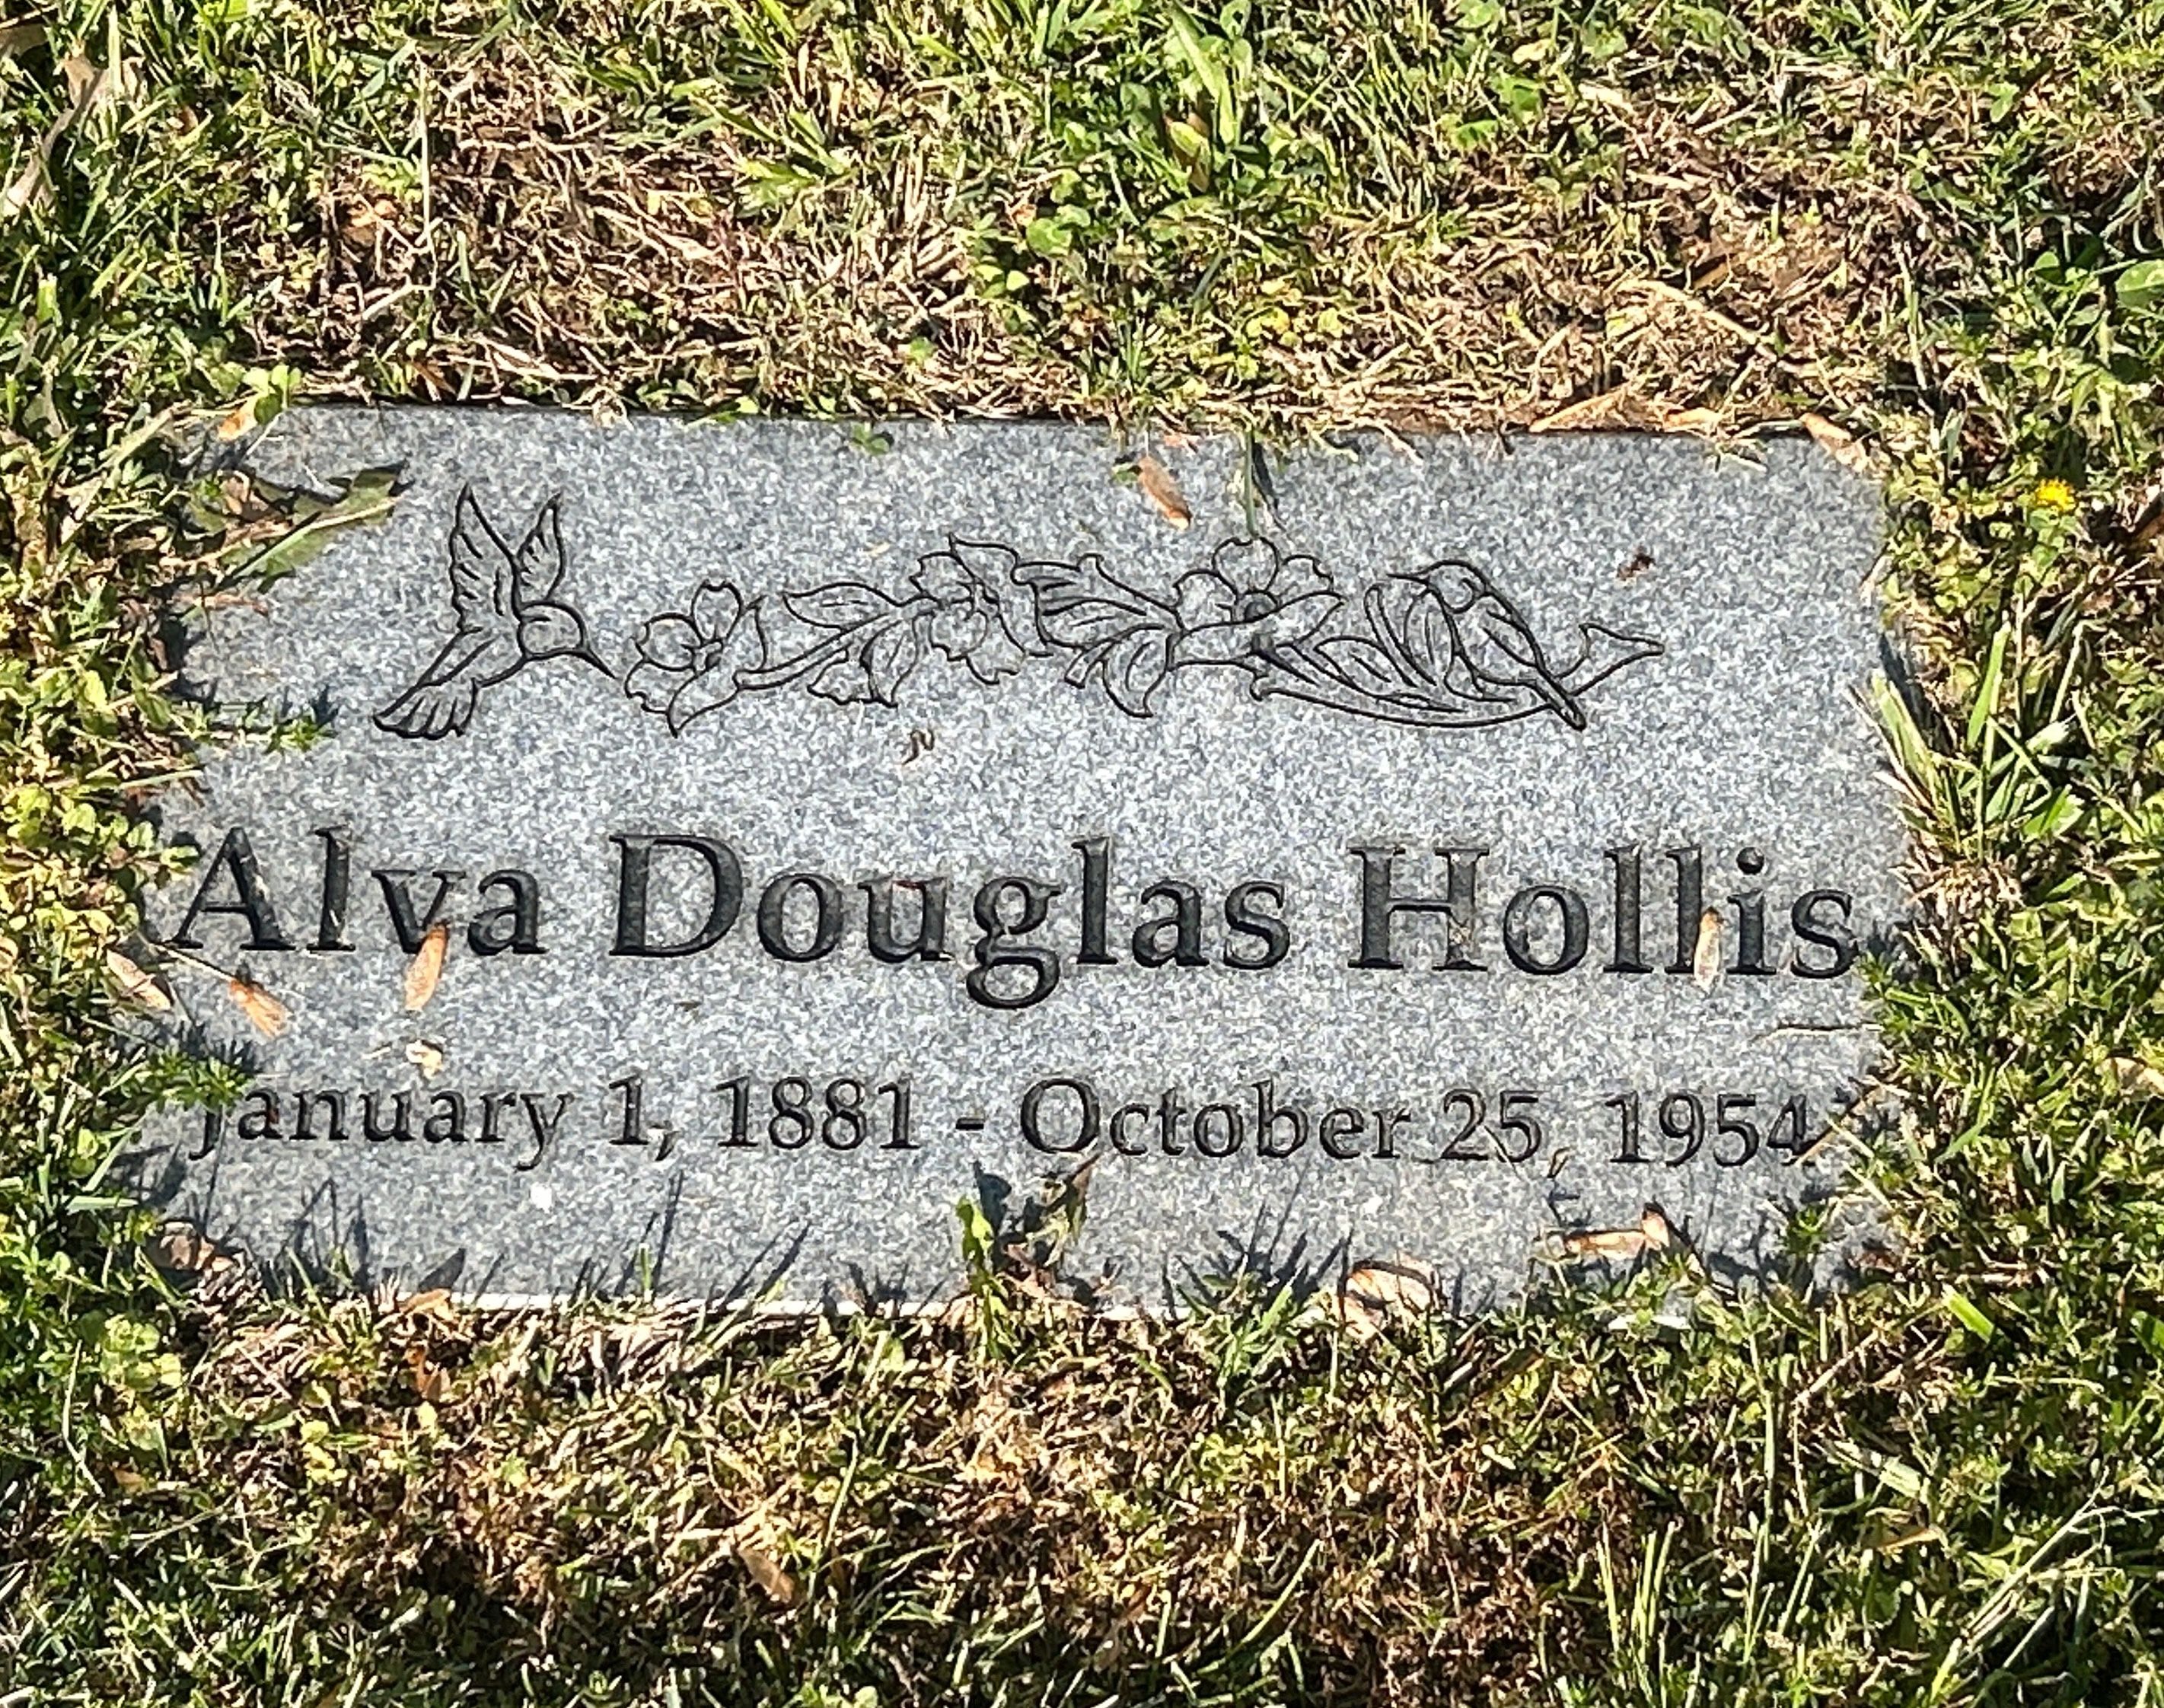 Alva Douglas Hollis
January 1, 1881 - October 25, 1954